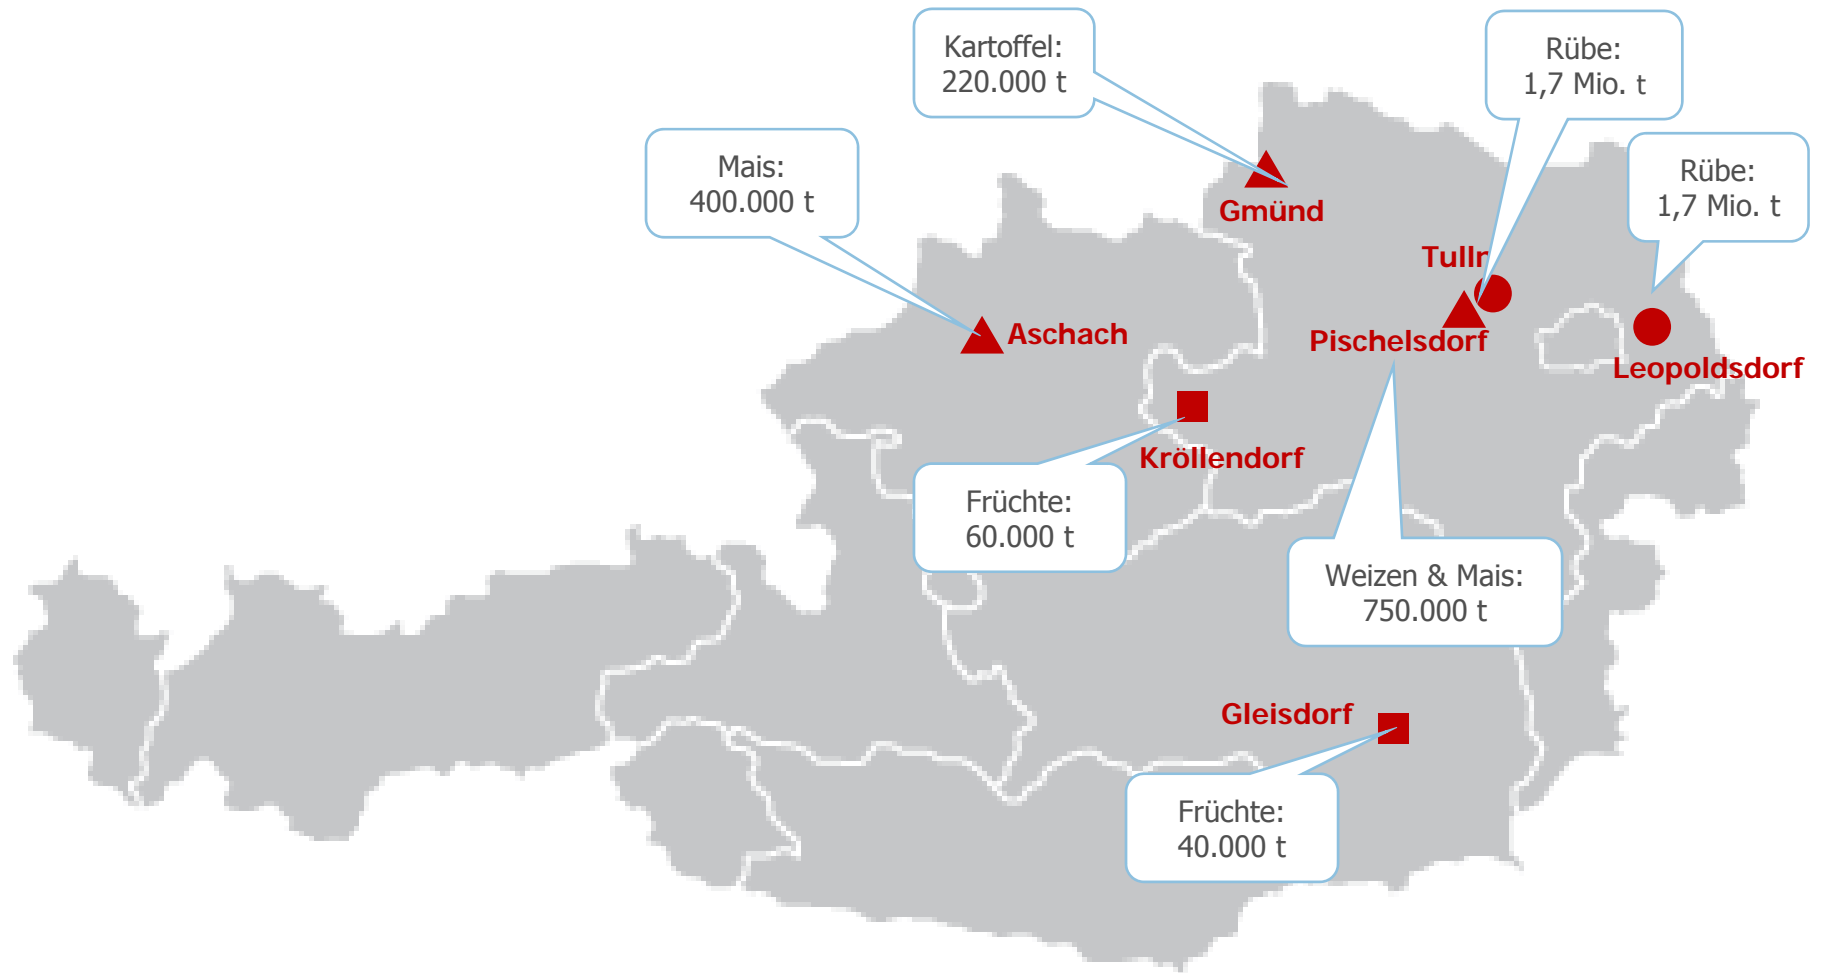 Kartoffel:
220.000 t
Rübe:
1,7 Mio. t
Mais:
400.000 t
Rübe:
1,7 Mio. t
Gmünd
Tulln
Aschach
Pischelsdorf
Leopoldsdorf
Kröllendorf
Früchte:
60.000 t
Weizen & Mais:
750.000 t
Gleisdorf
Früchte:
40.000 t